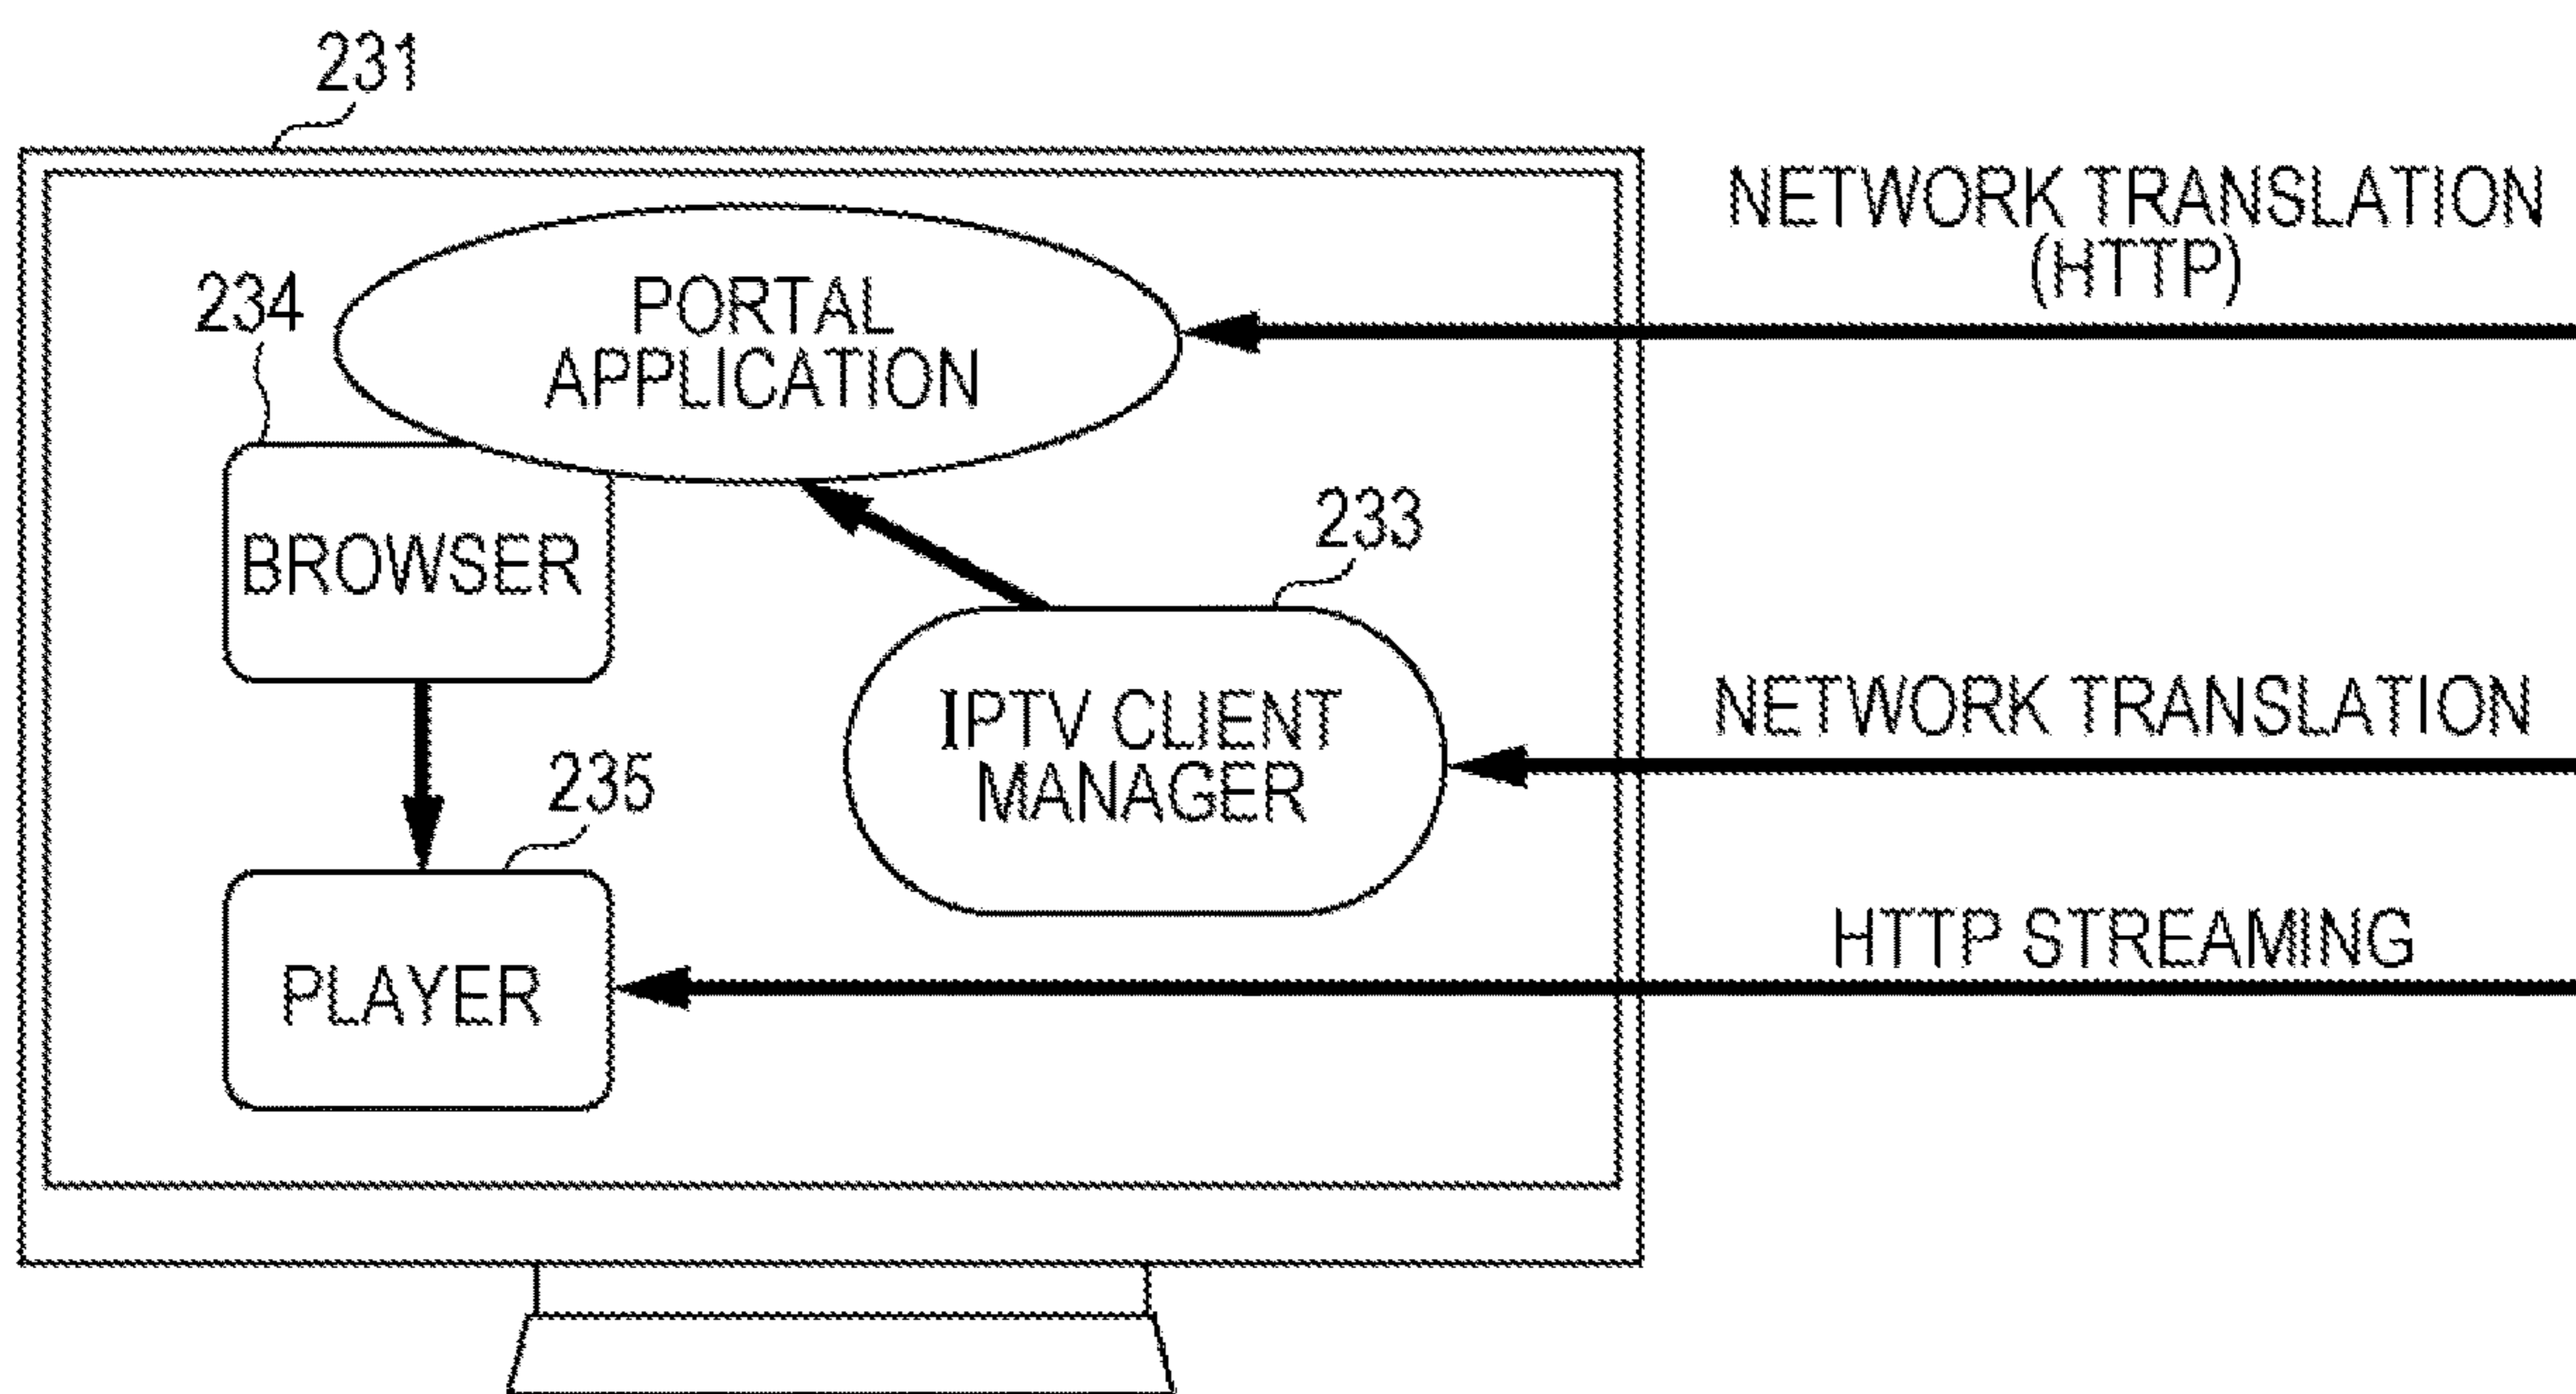 231
NETWORK TRANSLATION
(HTTP)
234
PORTAL
APPLICATION
BROWSER
233
IPTV CLIENT
MANAGER
NETWORK TRANSLATION
235
PLAYER
HTTP STREAMING